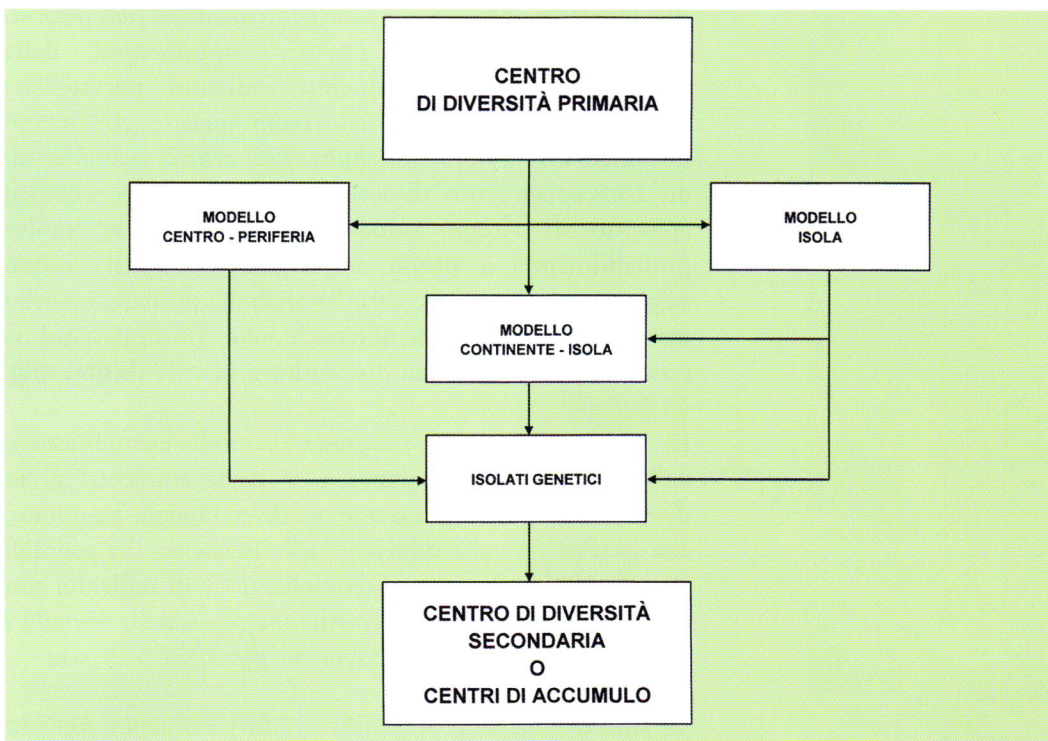 CENTRO
DI DIVERSITÀ PRIMARIA
MODELLO
CENTRO - PERIFERIA
MODELLO
ISOLA
MODELLO
CONTINENTE - ISOLA
ISOLATI GENETICI
CENTRO DI DIVERSITÀ
SECONDARIA
O
CENTRI DI ACCUMULO